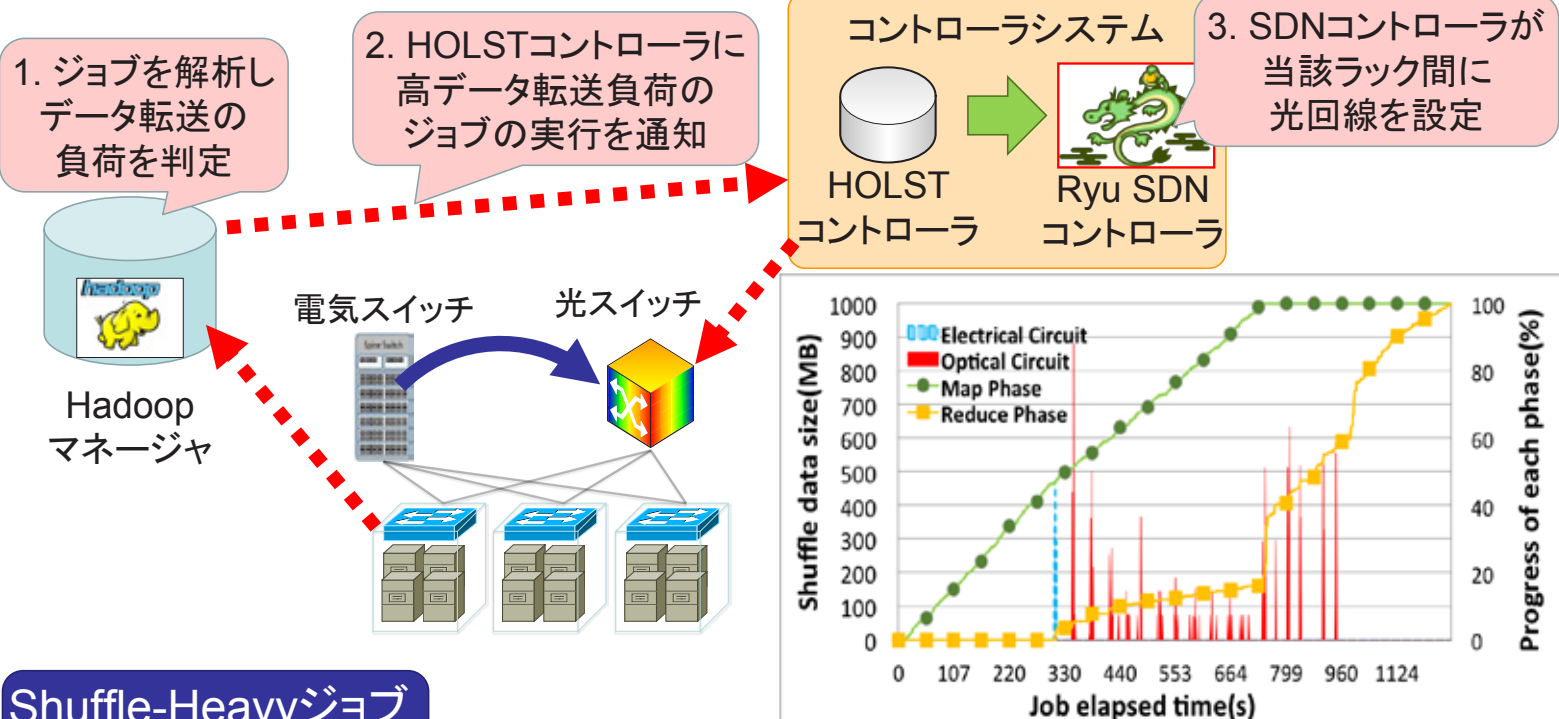 1. ジョブを解析し
データ転送の
負荷を判定
2. HOLSTコントローラに
高データ転送負荷の
ジョブの実行を通知
コントローラシステム
3. SDNコントローラが
当該ラック間に
光回線を設定
HOLST
コントローラ
Ryu SDN
コントローラ
hadoop
Hadoop
マネージャ
電気スイッチ
光スイッチ
Spine Switch
Shuffle data size(MB)
1000
900
800
700
600
500
400
300
200
100
0
Electrical Circuit
Optical Circuit
Map Phase
Reduce Phase
100
80
60
40
20
0
Progress of each phase(%)
0 107 220 330 440 553 664 799 960 1124
Job elapsed time(s)
Shuffle-Heavyジョブ